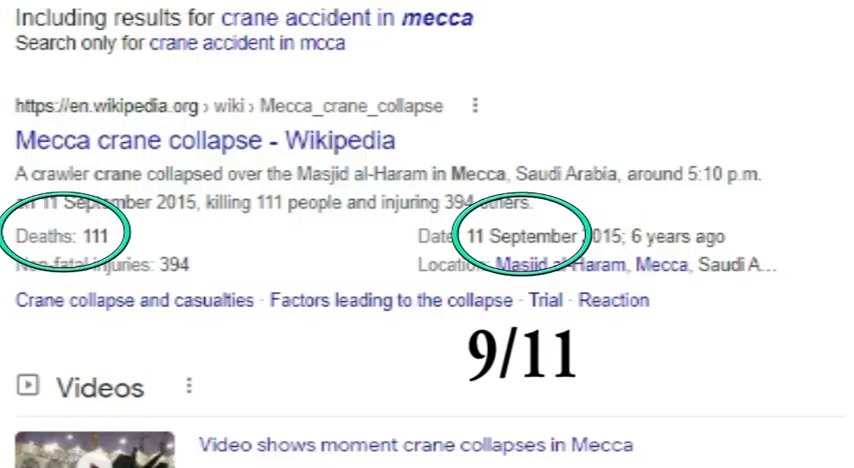 Including results for crane accident in mecca
Search only for crane accident in mcca
https://en.wikipedia.org › wiki › Mecca_crane_collapse
Mecca crane collapse - Wikipedia
A crawler crane collapsed over the Masjid al-Haram in Mecca, Saudi Arabia, around 5:10 p.m.
on 11 September 2015, killing 111 people and injuring 394 others.
Deaths: 111
Date: 11 September 2015; 6 years ago
Non-fatal injuries: 394
Location: Masjid al-Haram, Mecca, Saudi A...
Crane collapse and casualties · Factors leading to the collapse · Trial · Reaction
9/11
Videos
Video shows moment crane collapses in Mecca